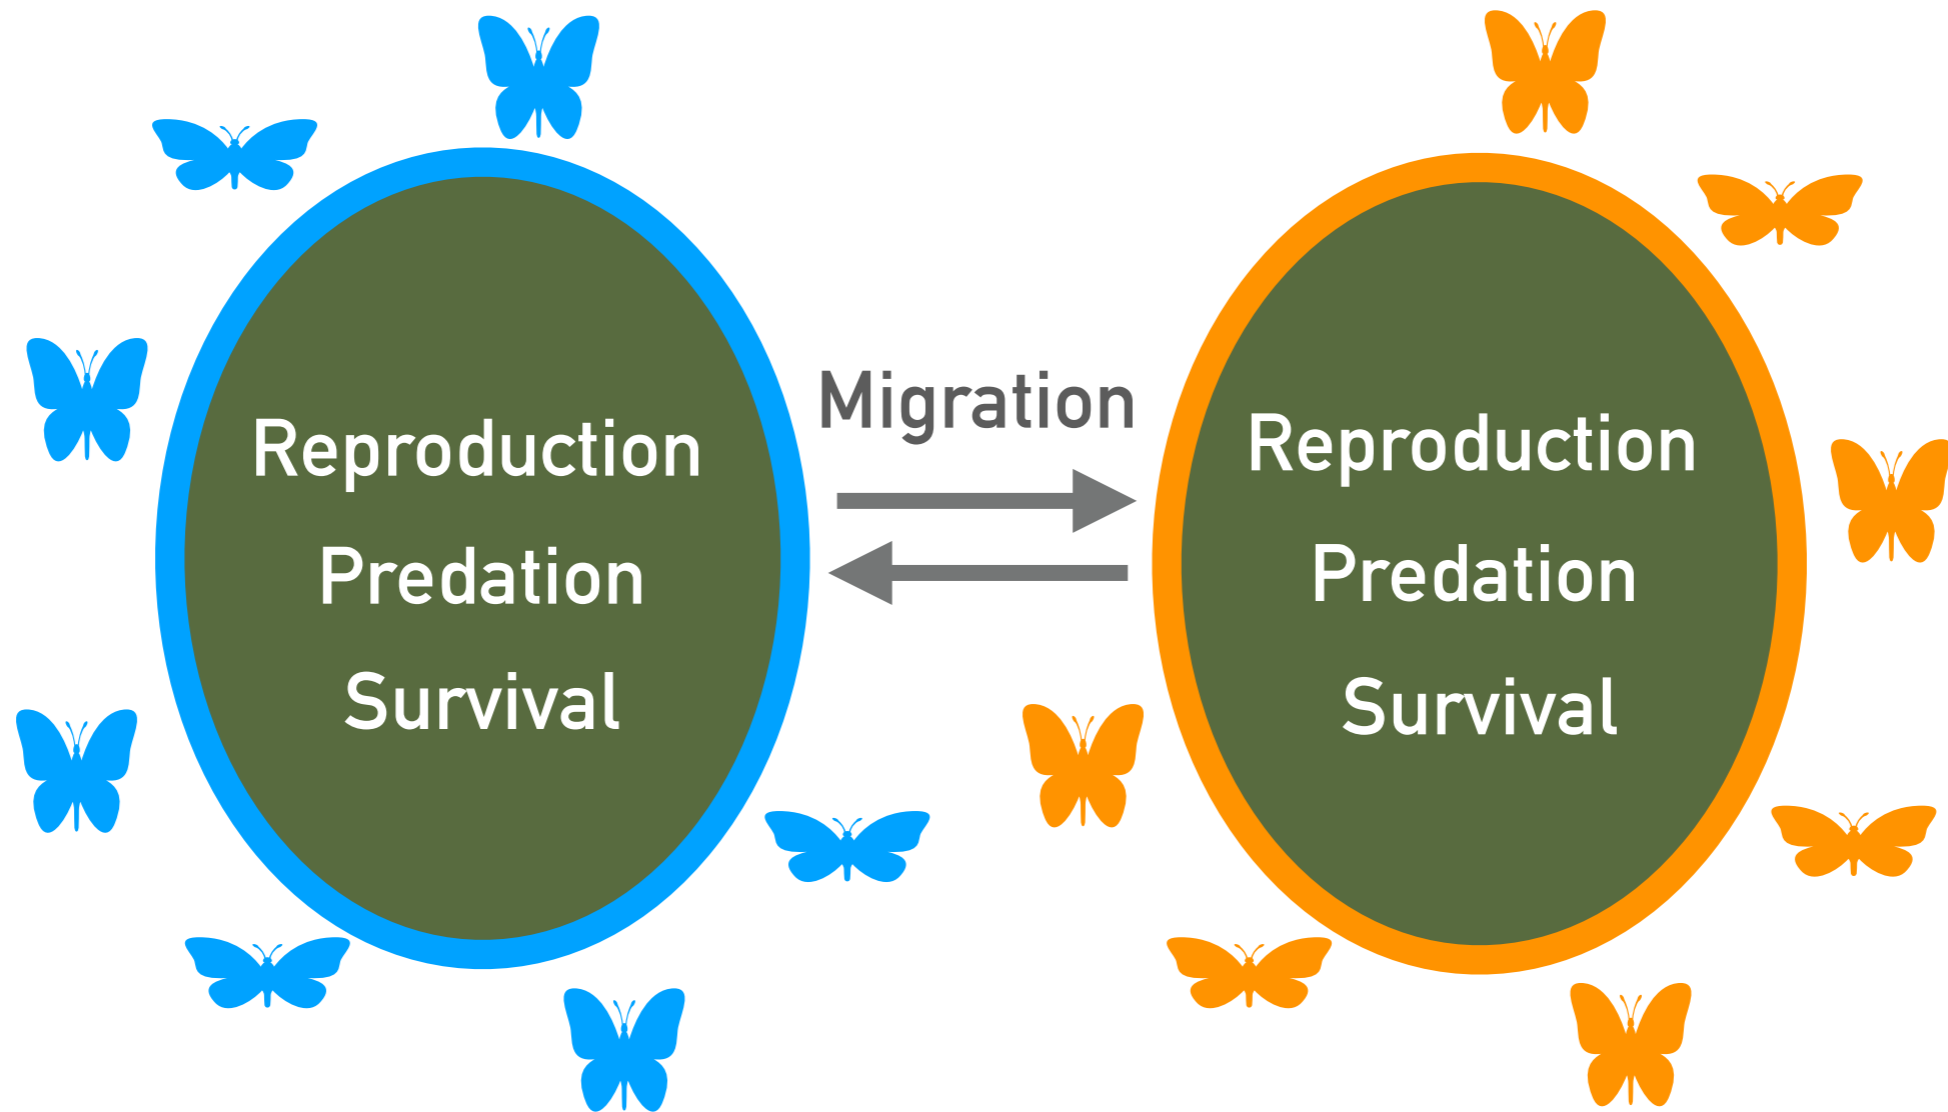 Reproduction
Predation
Survival
Migration
Reproduction
Predation
Survival